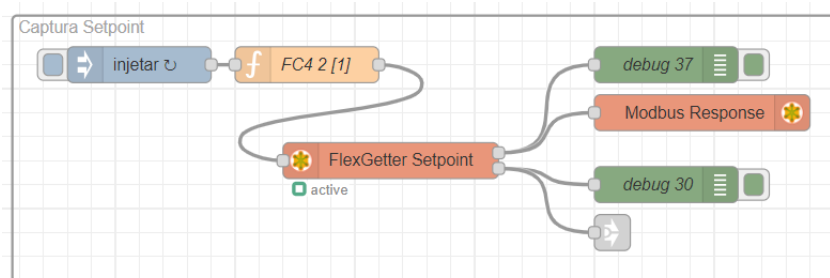 Captura Setpoint
injetar ↻
FC4 2 [1]
debug 37
Modbus Response
FlexGetter Setpoint
active
debug 30